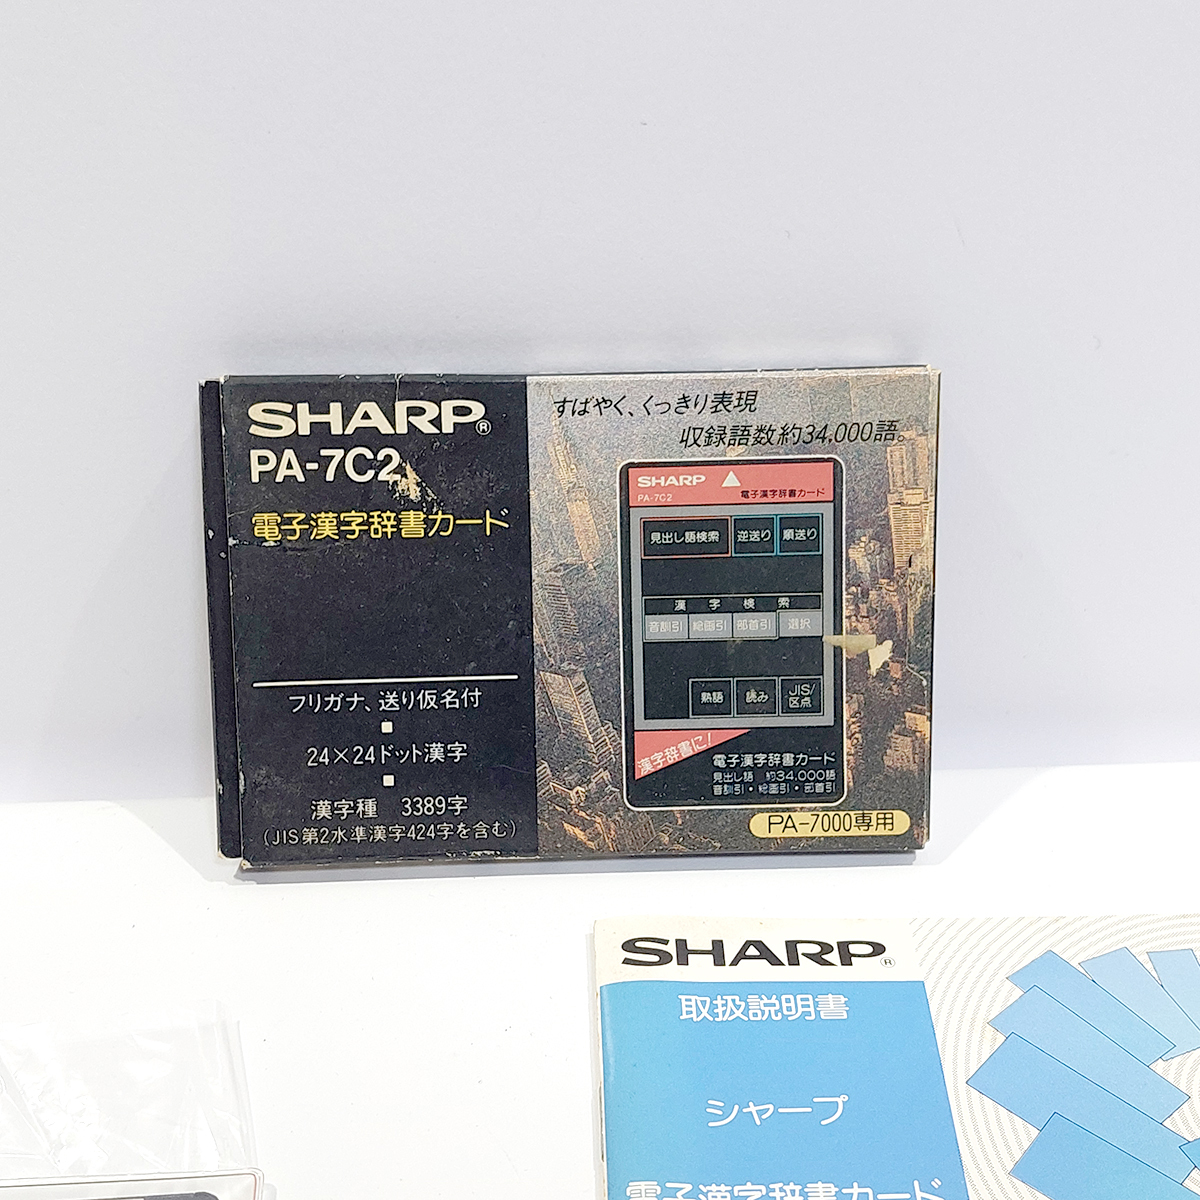 SHARP®
PA-7C2
電子漢字辞書カード
フリガナ、送り仮名付
24×24ドット漢字
漢字種 3389字
(JIS第2水準漢字424字を含む)
すばやく、くっきり表現
収録語数約34,000語。
SHARP
PA-7C2
電子漢字辞書カード
見出し語検索 逆送り 順送り
漢字検索
音訓引 総画引 部首引 選択
熟語 読み JIS/区点
漢字辞書に!
電子漢字辞書カード
見出し語 約34,000語
音訓引・総画引・部首引
PA-7000専用
SHARP®
取扱説明書
シャープ
電子漢字辞書カード